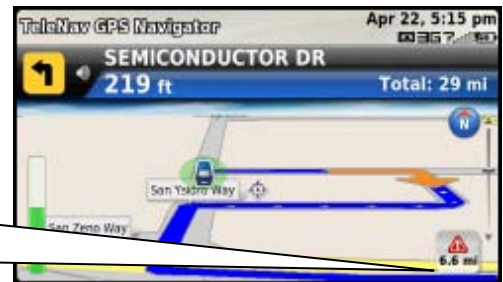 TeleNav GPS Navigator
Apr 22, 5:15 pm
SEMICONDUCTOR DR
219 ft
Total: 29 mi
N
San Ysidro Way
San Zeno Way
6.6 mi